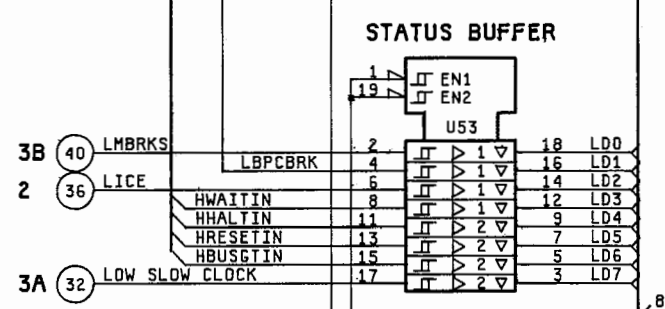 STATUS BUFFER
1 EN1
19 EN2
U53
3B 40 LMBRKS 2 1 18 LD0
LBPCBRK 4 1 16 LD1
2 36 LICE 6 1 14 LD2
HWAITIN 8 1 12 LD3
HHALTIN 11 2 9 LD4
HRESETIN 13 2 7 LD5
HBUSGTIN 15 2 5 LD6
3A 32 LOW SLOW CLOCK 17 2 3 LD7
8